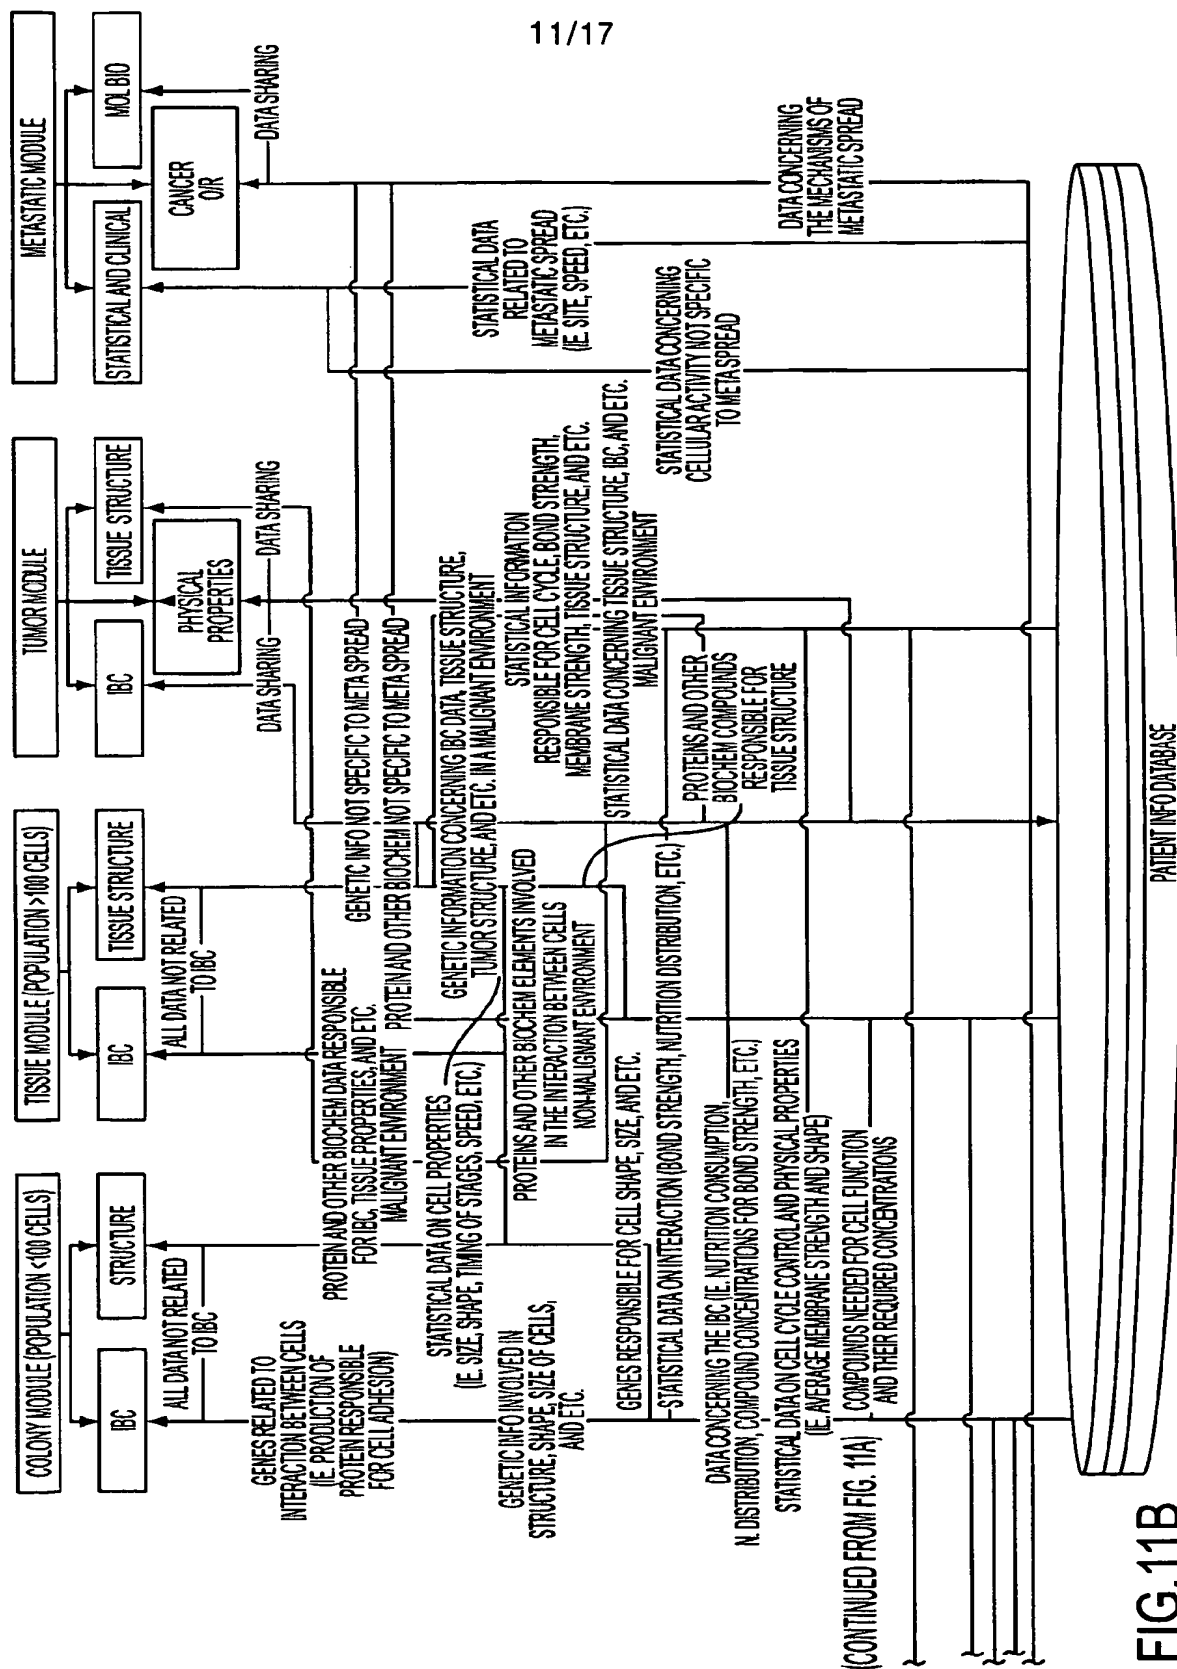 11/17
COLONY MODULE (POPULATION <100 CELLS)
IBC
STRUCTURE
ALL DATA NOT RELATED
TO IBC
TISSUE MODULE (POPULATION >100 CELLS)
IBC
TISSUE STRUCTURE
ALL DATA NOT RELATED
TO IBC
TUMOR MODULE
IBC
PHYSICAL
PROPERTIES
TISSUE STRUCTURE
DATA SHARING
DATA SHARING
METASTATIC MODULE
STATISTICAL AND CLINICAL
CANCER
O/R
MOL BIO
DATA SHARING
GENES RELATED TO
INTERACTION BETWEEN CELLS
(IE. PRODUCTION OF
PROTEIN RESPONSIBLE
FOR CELL ADHESION)
PROTEIN AND OTHER BIOCHEM DATA RESPONSIBLE
FOR IBC, TISSUE PROPERTIES, AND ETC.
MALIGNANT ENVIRONMENT
GENETIC INFO NOT SPECIFIC TO META SPREAD
PROTEIN AND OTHER BIOCHEM NOT SPECIFIC TO META SPREAD
STATISTICAL DATA ON CELL PROPERTIES
(IE. SIZE, SHAPE, TIMING OF STAGES, SPEED, ETC.)
GENETIC INFORMATION CONCERNING IBC DATA, TISSUE STRUCTURE,
TUMOR STRUCTURE, AND ETC. IN A MALIGNANT ENVIRONMENT
STATISTICAL DATA
RELATED TO
METASTATIC SPREAD
(IE. SITE, SPEED, ETC.)
GENETIC INFO INVOLVED IN
STRUCTURE, SHAPE, SIZE OF CELLS,
AND ETC.
PROTEINS AND OTHER BIOCHEM ELEMENTS INVOLVED
IN THE INTERACTION BETWEEN CELLS
NON-MALIGNANT ENVIRONMENT
STATISTICAL INFORMATION
RESPONSIBLE FOR CELL CYCLE, BOND STRENGTH,
MEMBRANE STRENGTH, TISSUE STRUCTURE, AND ETC.
STATISTICAL DATA CONCERNING TISSUE STRUCTURE, IBC, AND ETC.
MALIGNANT ENVIRONMENT
GENES RESPONSIBLE FOR CELL SHAPE, SIZE, AND ETC.
STATISTICAL DATA ON INTERACTION (BOND STRENGTH, NUTRITION DISTRIBUTION, ETC.)
PROTEINS AND OTHER
BIOCHEM COMPOUNDS
RESPONSIBLE FOR
TISSUE STRUCTURE
STATISTICAL DATA CONCERNING
CELLULAR ACTIVITY NOT SPECIFIC
TO META SPREAD
DATA CONCERNING
THE MECHANISMS OF
METASTATIC SPREAD
DATA CONCERNING THE IBC (IE. NUTRITION CONSUMPTION,
N. DISTRIBUTION, COMPOUND CONCENTRATIONS FOR BOND STRENGTH, ETC.)
STATISTICAL DATA ON CELL CYCLE CONTROL AND PHYSICAL PROPERTIES
(IE. AVERAGE MEMBRANE STRENGTH AND SHAPE)
COMPOUNDS NEEDED FOR CELL FUNCTION
AND THEIR REQUIRED CONCENTRATIONS
(CONTINUED FROM FIG. 11A)
PATIENT INFO DATABASE
FIG.11B